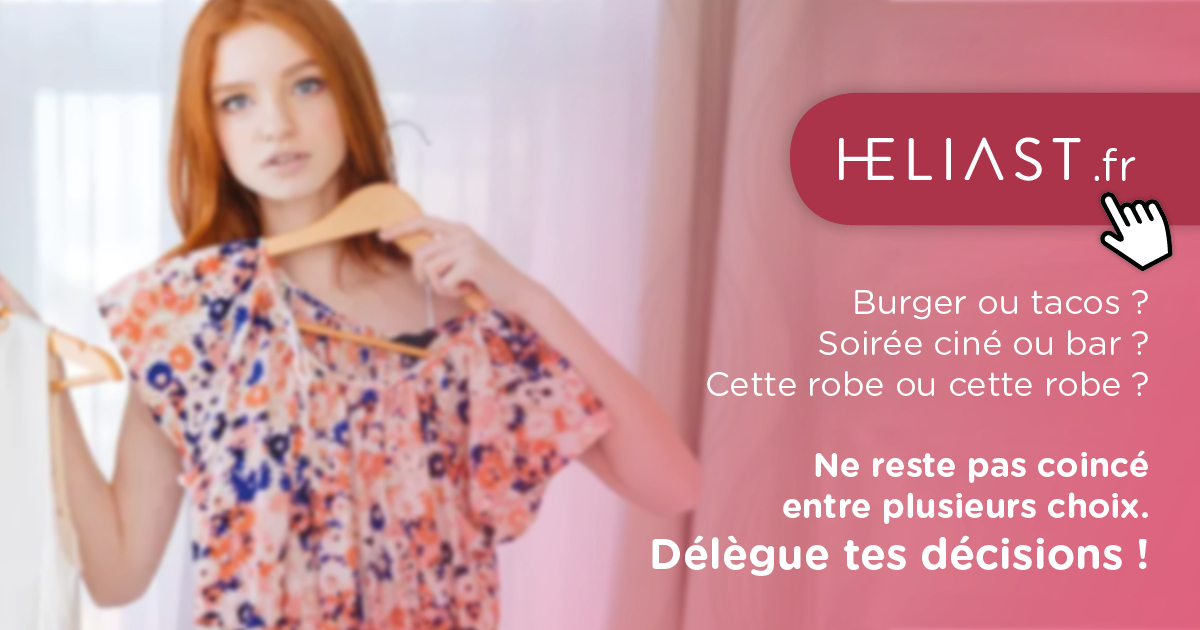 HELIAST.fr
Burger ou tacos ?
Soirée ciné ou bar ?
Cette robe ou cette robe ?
Ne reste pas coincé
entre plusieurs choix.
Délègue tes décisions !